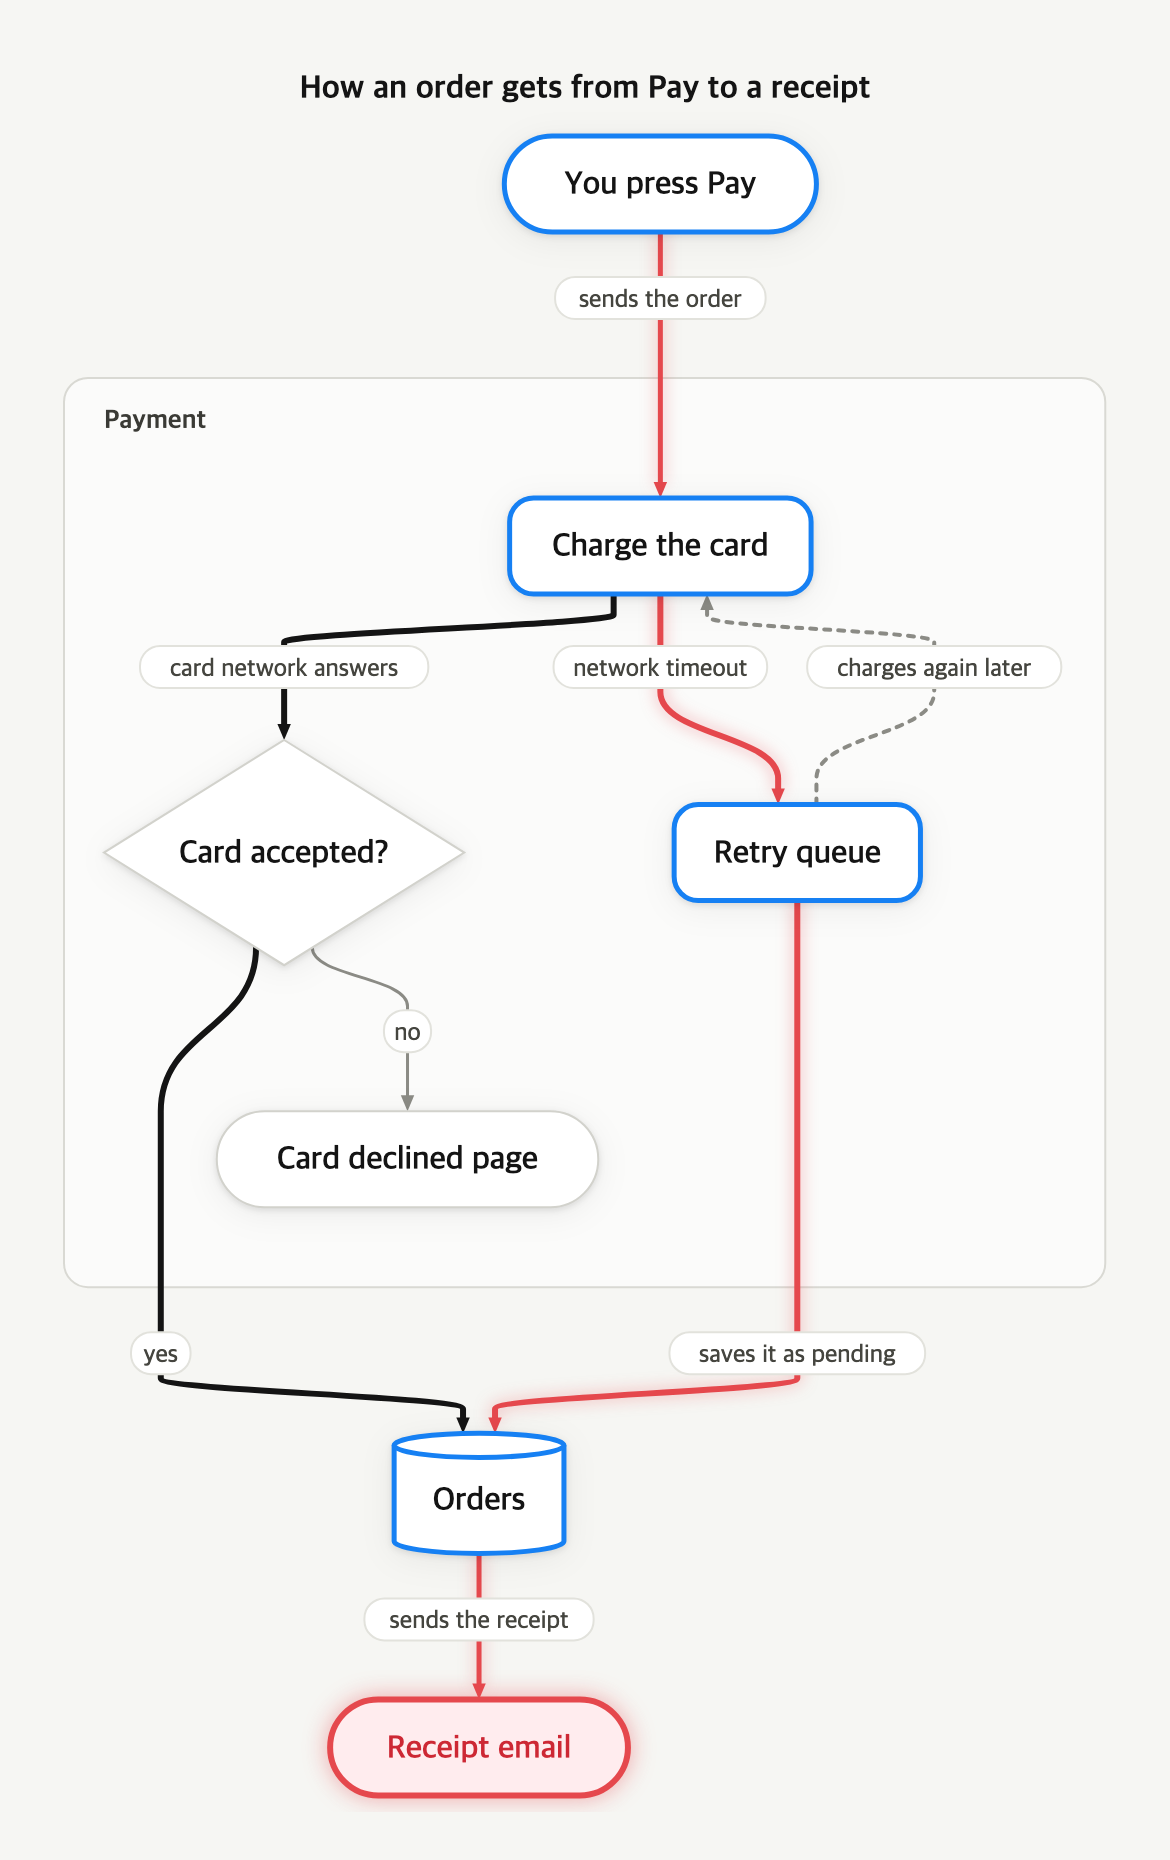 How an order gets from Pay to a receipt
You press Pay
sends the order
Payment
Charge the card
card network answers
network timeout
charges again later
Card accepted?
Retry queue
no
Card declined page
yes
saves it as pending
Orders
sends the receipt
Receipt email